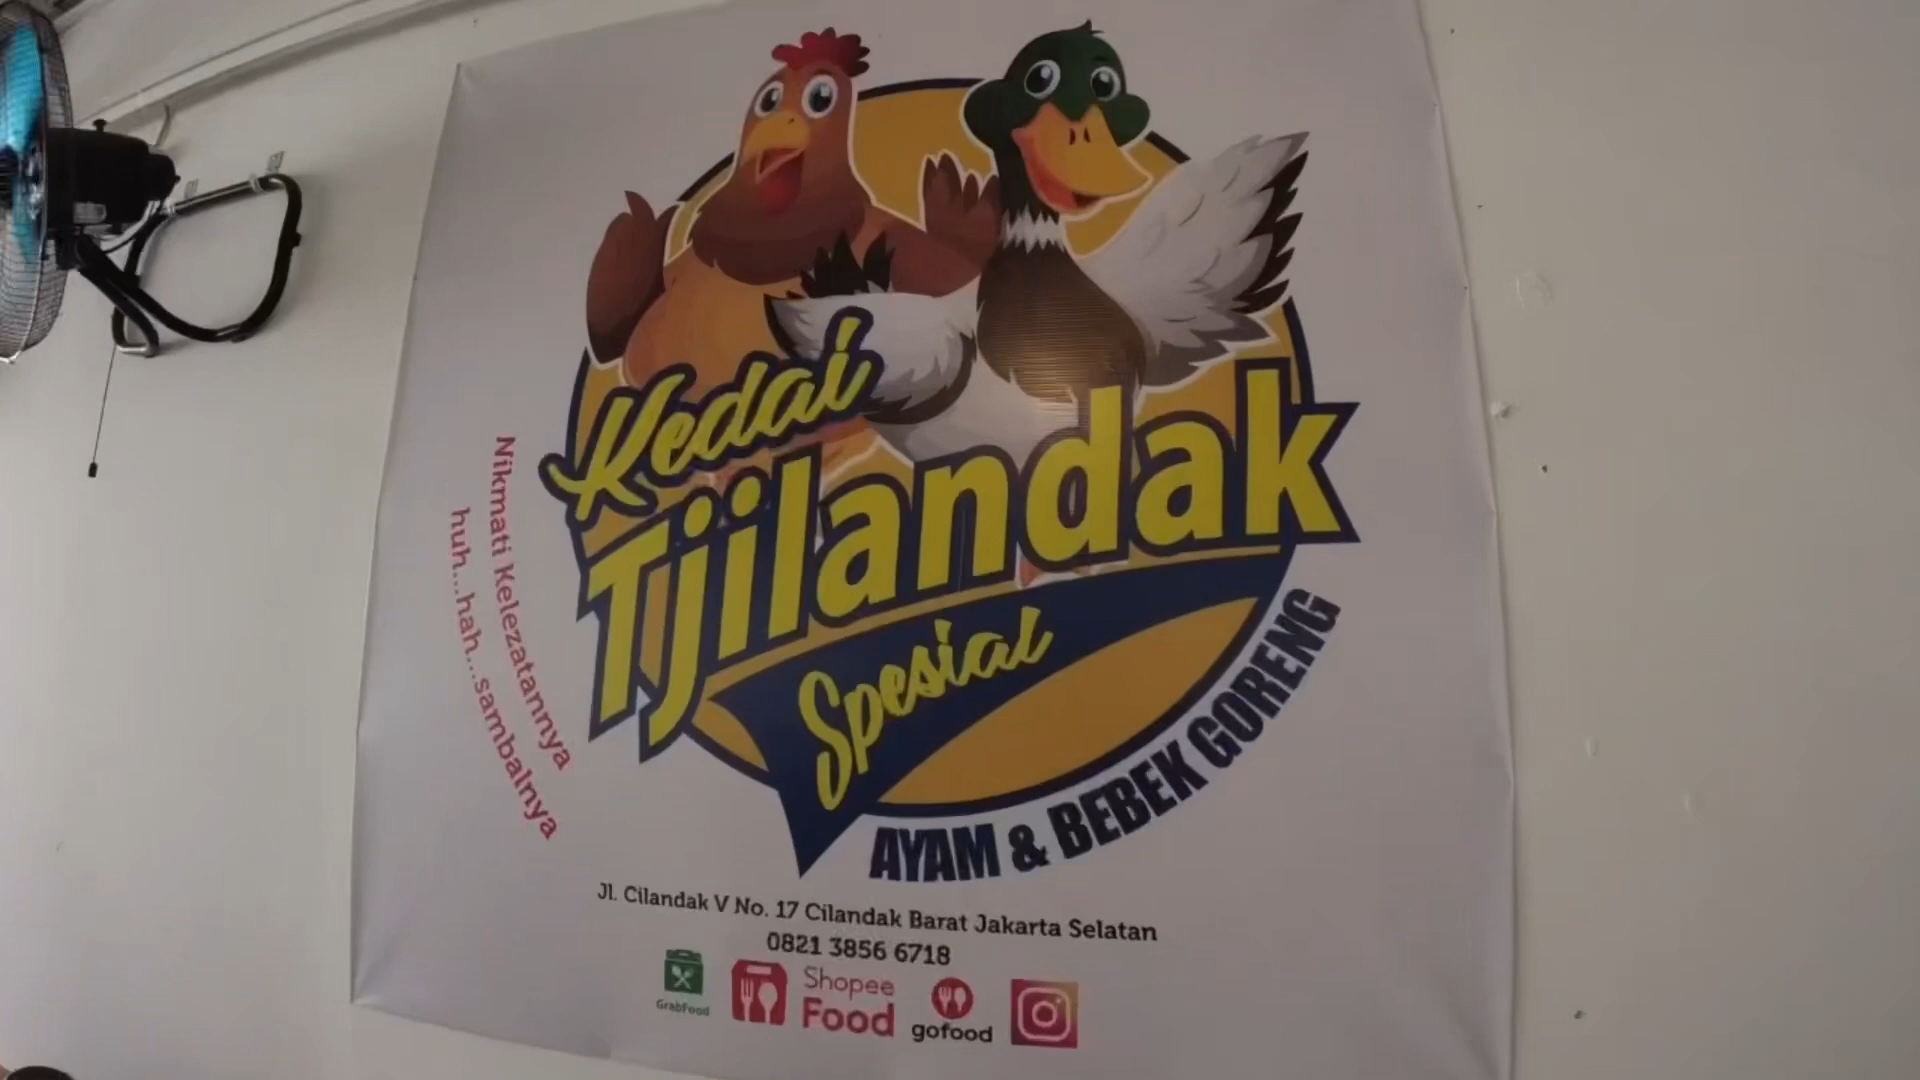 Kedai
Tjilandak
Spesial
AYAM & BEBEK GORENG
Nikmati Kelezatannya
huh...hah...sambalnya
Jl. Cilandak V No. 17 Cilandak Barat Jakarta Selatan
0821 3856 6718
GrabFood
Shopee
Food
gofood